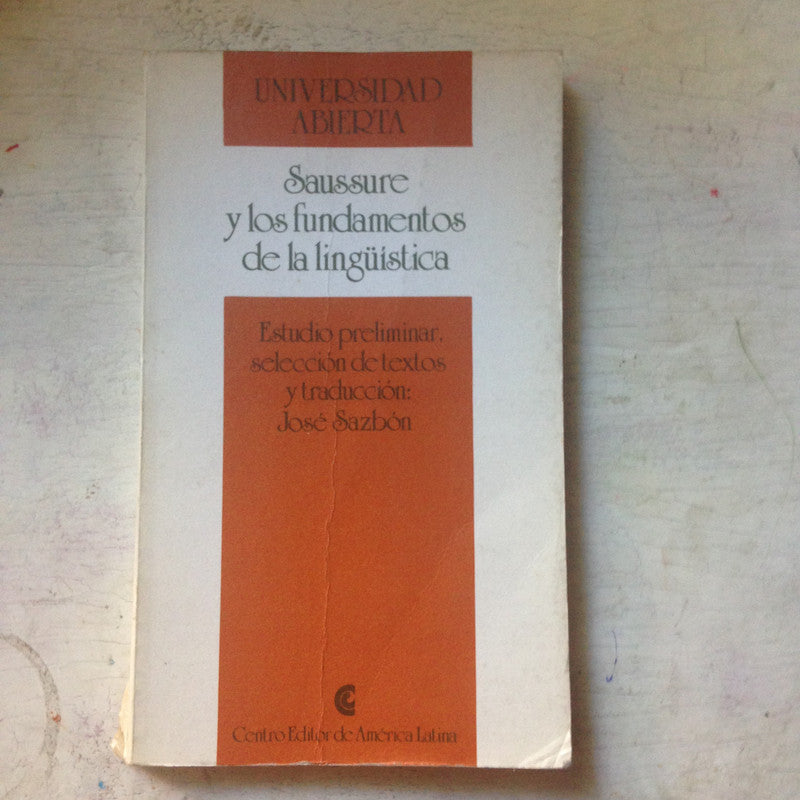 UNIVERSIDAD
ABIERTA
Saussure
y los fundamentos
de la lingüística
Estudio preliminar,
selección de textos
y traducción:
José Sazbón
Centro Editor de América Latina